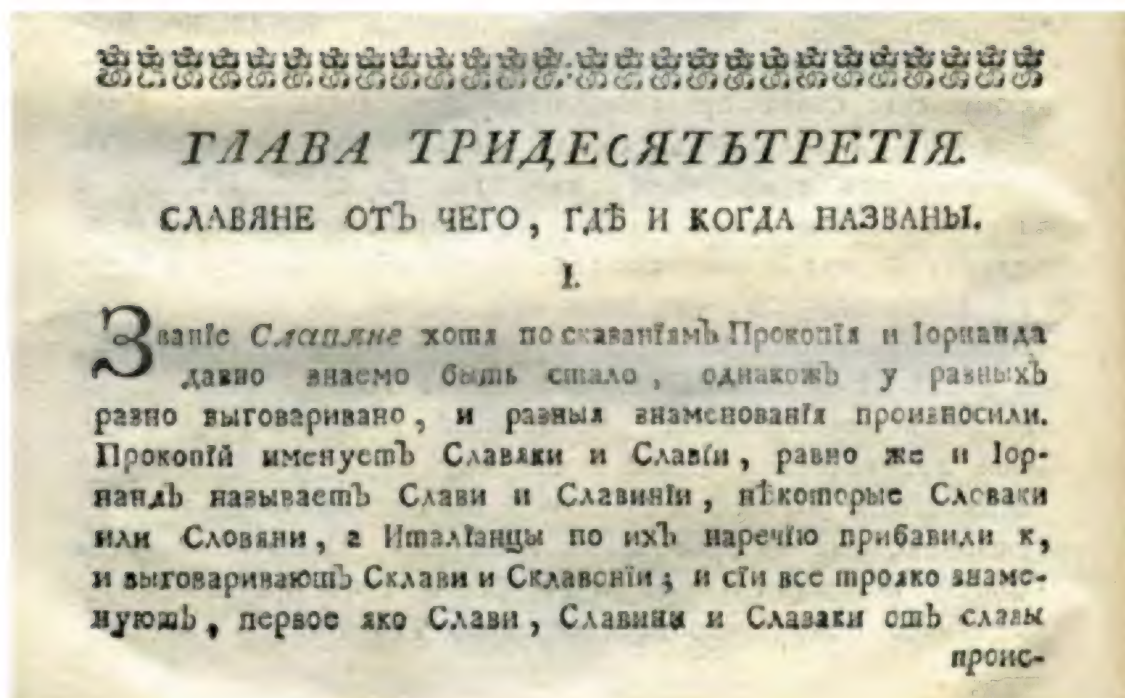 ГЛАВА ТРИДЕСЯТЬТРЕТІЯ.
СЛАВЯНЕ ОТЪ ЧЕГО, ГДѢ И КОГДА НАЗВАНЫ.
I.
Званіе Славяне хотя по сказаніямъ Прокопія и Іорнанда
давно знаемо быть стало, однакожъ у разныхъ
разно выговаривано, и разныя знаменованія произносили.
Прокопій именуетъ Славяки и Славіи, равно же и Іор-
нандъ называетъ Слави и Славиніи, нѣкоторые Словаки
или Словяни, а Италіанцы по ихъ наречію прибавили к,
и выговариваютъ Склави и Склавоніи; и сіи все трояко знаме-
нуютъ, первое яко Слави, Славини и Славаки отъ славы
проис-